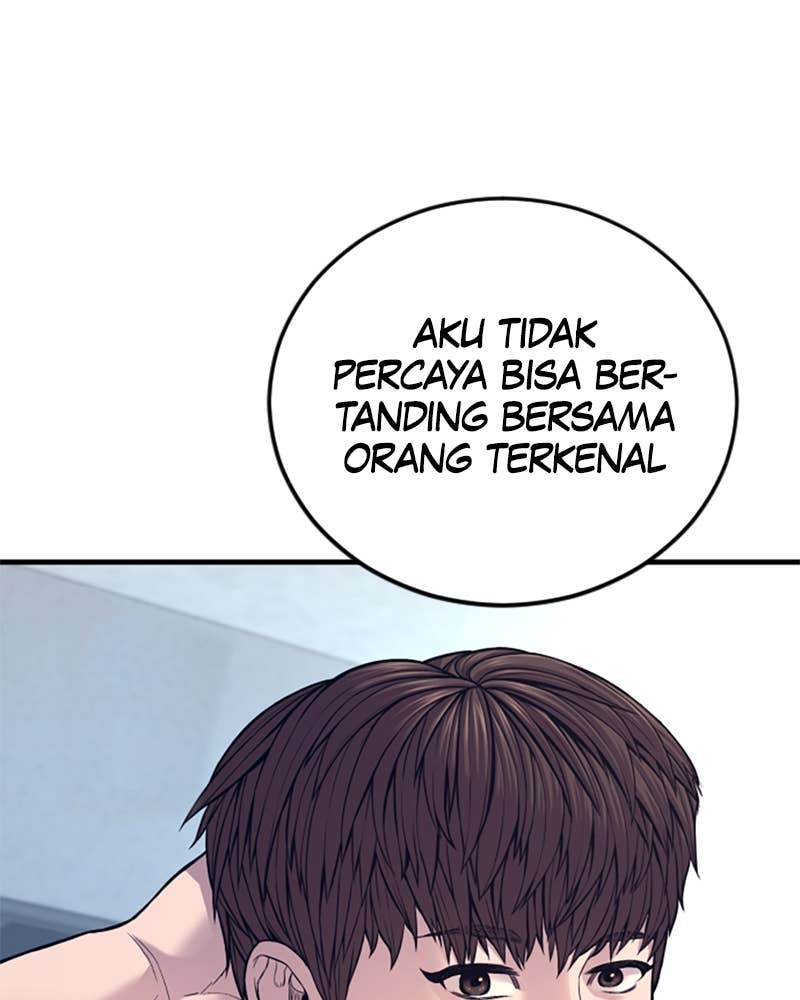 AKU TIDAK
PERCAYA BISA BER-
TANDING BERSAMA
ORANG TERKENAL